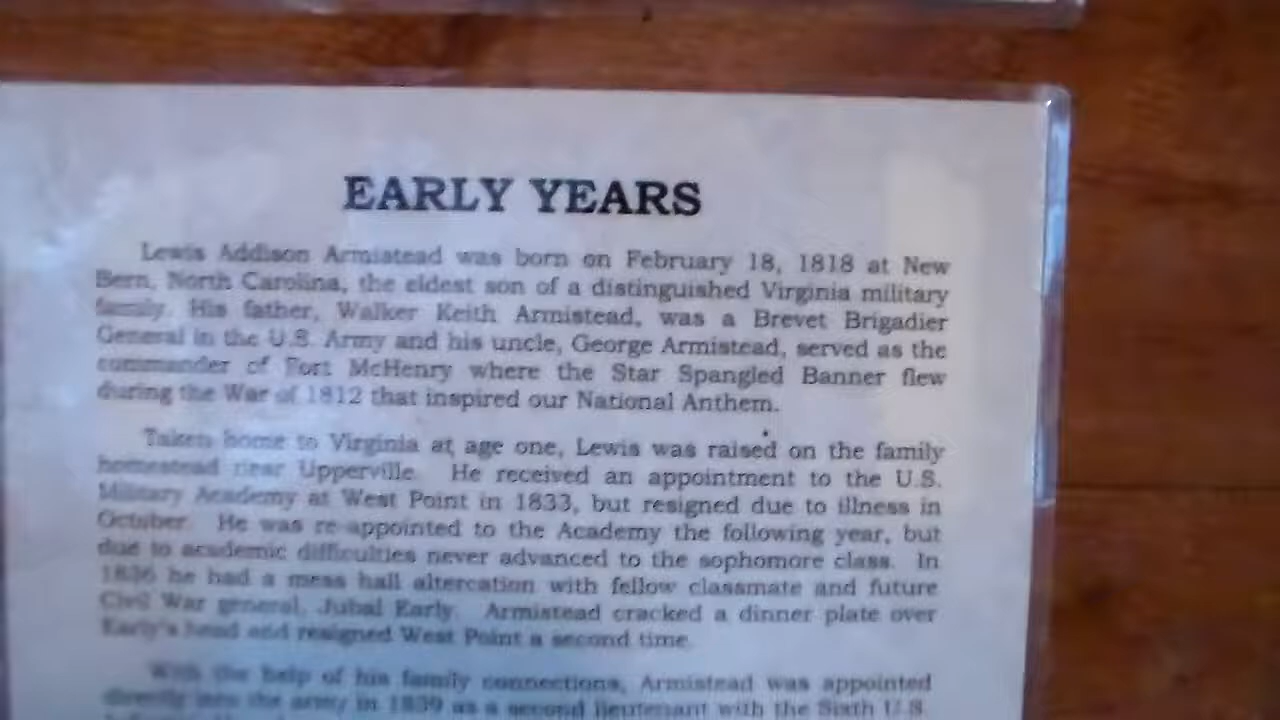 EARLY YEARS
Lewis Addison Armistead was born on February 18, 1818 at New
Bern, North Carolina, the eldest son of a distinguished Virginia military
family. His father, Walker Keith Armistead, was a Brevet Brigadier
General in the U.S. Army and his uncle, George Armistead, served as the
commander of Fort McHenry where the Star Spangled Banner flew
during the War of 1812 that inspired our National Anthem.
Taken home to Virginia at age one, Lewis was raised on the family
homestead near Upperville. He received an appointment to the U.S.
Military Academy at West Point in 1833, but resigned due to illness in
October. He was re-appointed to the Academy the following year, but
due to academic difficulties never advanced to the sophomore class. In
1836 he had a mess hall altercation with fellow classmate and future
Civil War general, Jubal Early. Armistead cracked a dinner plate over
Early's head and resigned West Point a second time.
With the help of his family connections, Armistead was appointed
directly into the army in 1839 as a second lieutenant with the Sixth U.S.